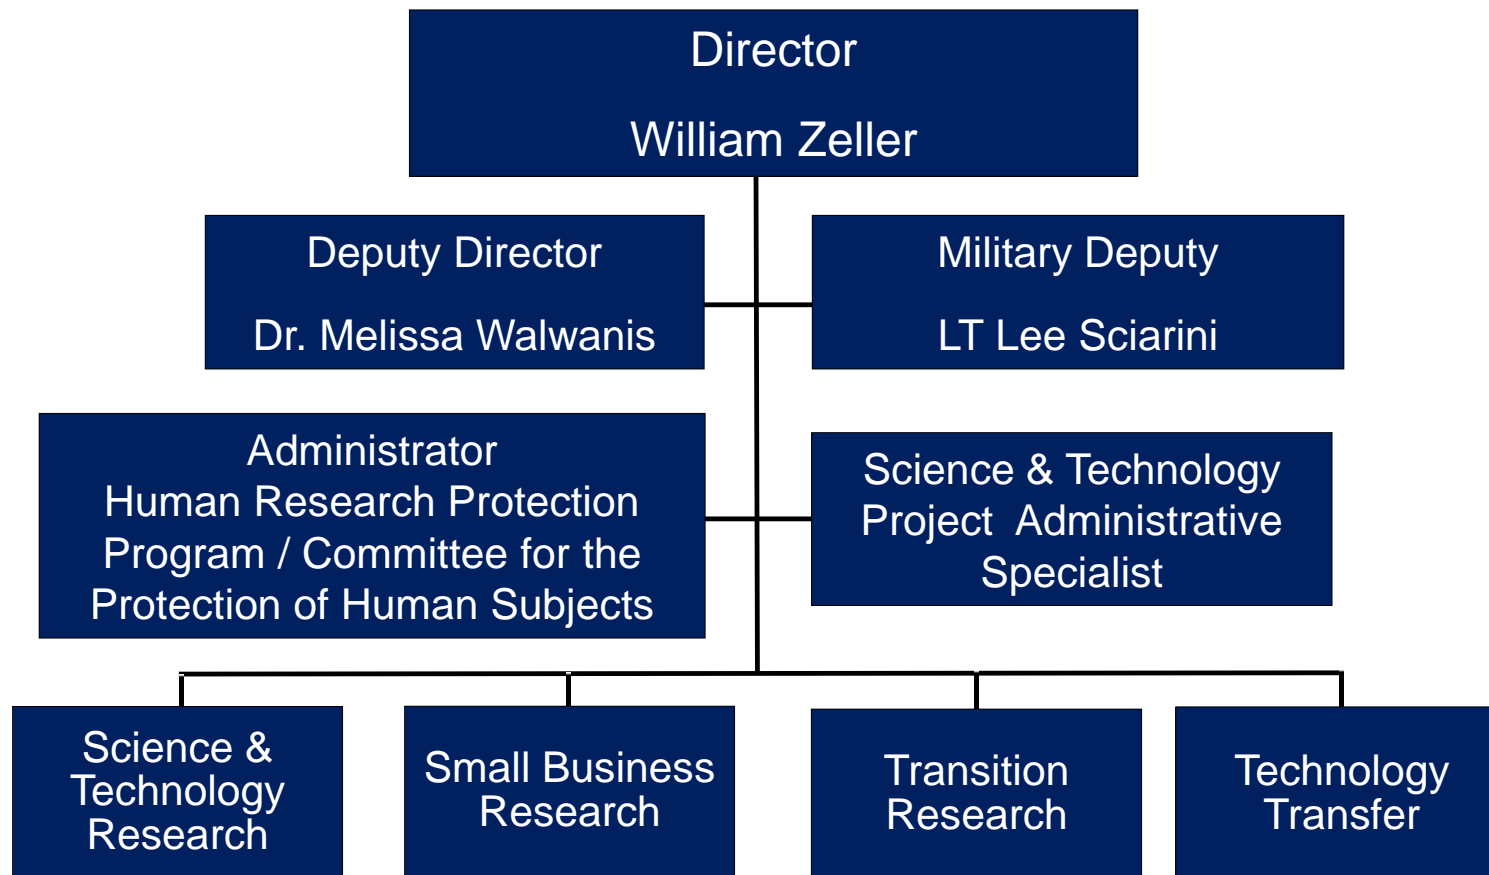 Director
William Zeller
Deputy Director
Dr. Melissa Walwanis
Military Deputy
LT Lee Sciarini
Administrator
Human Research Protection
Program / Committee for the
Protection of Human Subjects
Science & Technology
Project Administrative
Specialist
Science &
Technology
Research
Small Business
Research
Transition
Research
Technology
Transfer